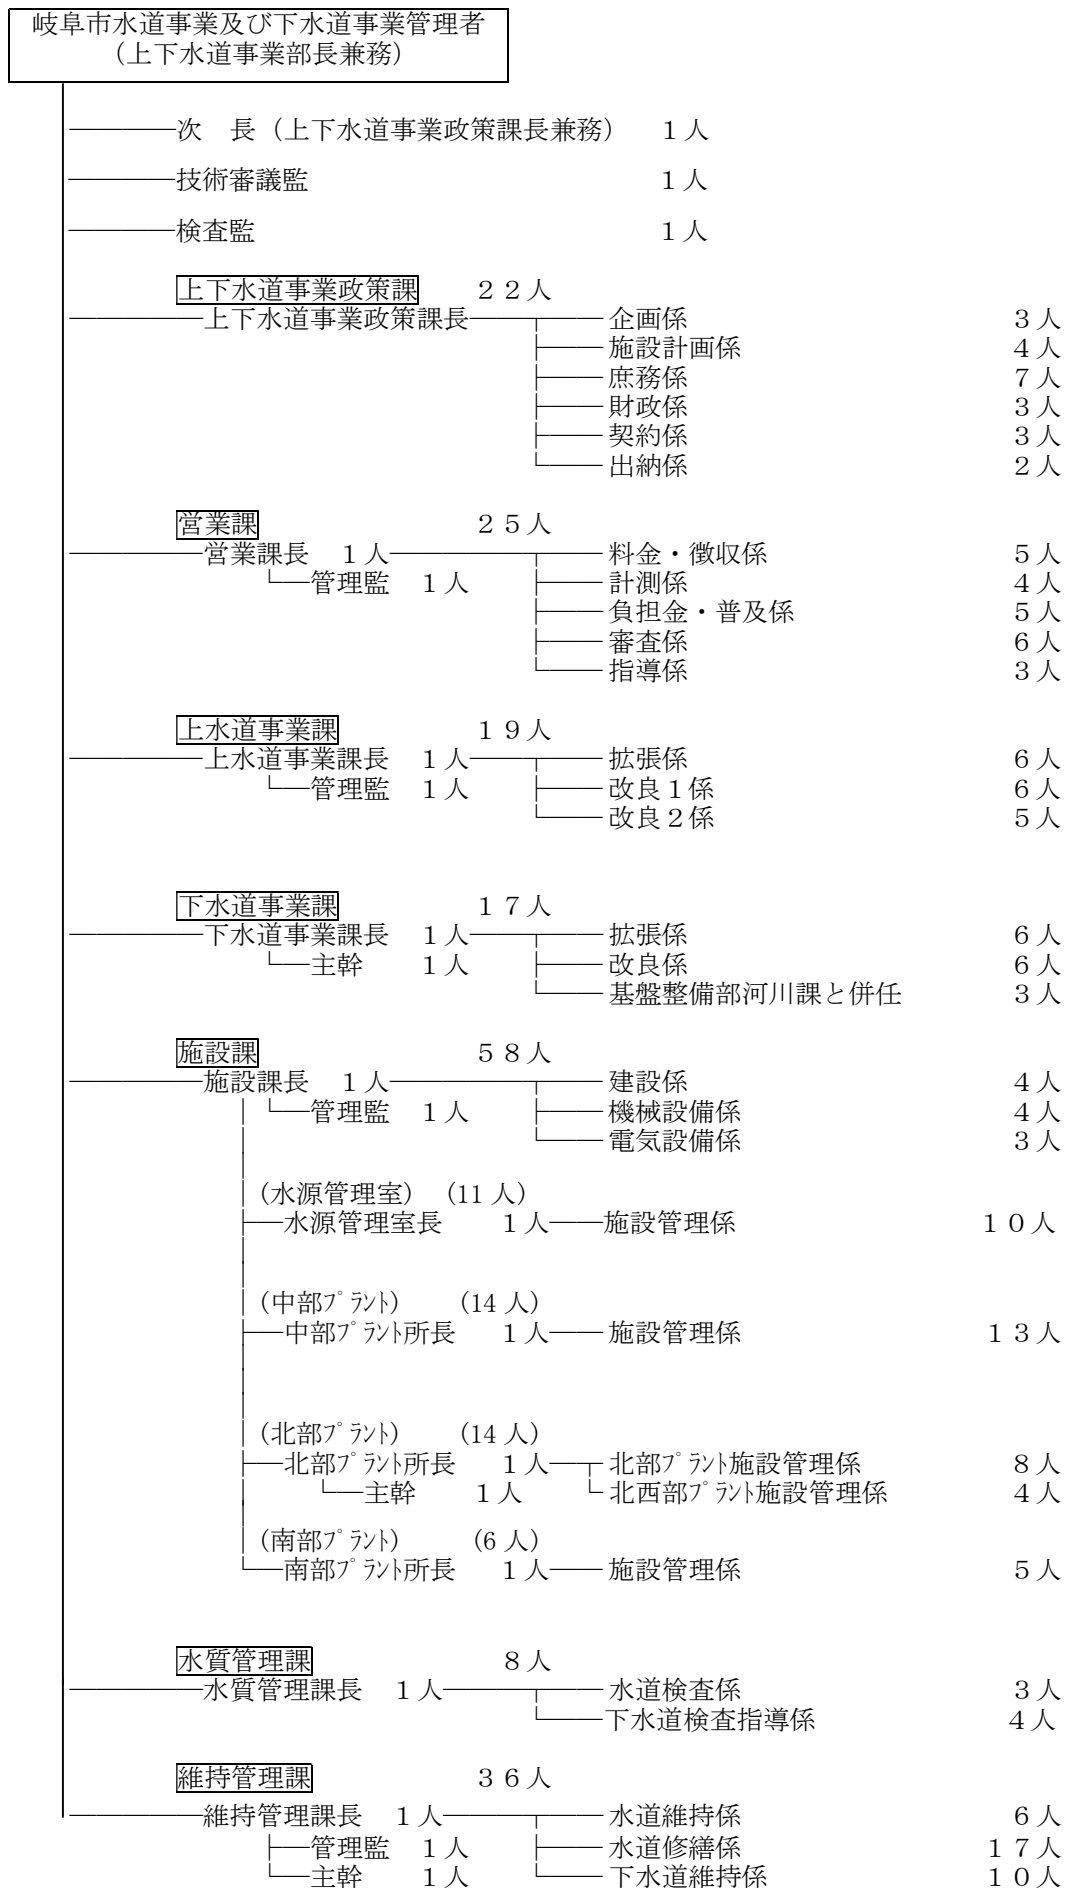 岐阜市水道事業及び下水道事業管理者
（上下水道事業部長兼務）
次　長（上下水道事業政策課長兼務）　１人
技術審議監　１人
検査監　１人
上下水道事業政策課　２２人
上下水道事業政策課長　企画係　３人
施設計画係　４人
庶務係　７人
財政係　３人
契約係　３人
出納係　２人
営業課　２５人
営業課長　１人　料金・徴収係　５人
管理監　１人　計測係　４人
負担金・普及係　５人
審査係　６人
指導係　３人
上水道事業課　１９人
上水道事業課長　１人　拡張係　６人
管理監　１人　改良１係　６人
改良２係　５人
下水道事業課　１７人
下水道事業課長　１人　拡張係　６人
主幹　１人　改良係　６人
基盤整備部河川課と併任　３人
施設課　５８人
施設課長　１人　建設係　４人
管理監　１人　機械設備係　４人
電気設備係　３人
（水源管理室）　（11 人）
水源管理室長　１人　施設管理係　１０人
（中部ﾌﾟﾗﾝﾄ）　（14 人）
中部ﾌﾟﾗﾝﾄ所長　１人　施設管理係　１３人
（北部ﾌﾟﾗﾝﾄ）　（14 人）
北部ﾌﾟﾗﾝﾄ所長　１人　北部ﾌﾟﾗﾝﾄ施設管理係　８人
主幹　１人　北西部ﾌﾟﾗﾝﾄ施設管理係　４人
（南部ﾌﾟﾗﾝﾄ）　（6 人）
南部ﾌﾟﾗﾝﾄ所長　１人　施設管理係　５人
水質管理課　８人
水質管理課長　１人　水道検査係　３人
下水道検査指導係　４人
維持管理課　３６人
維持管理課長　１人　水道維持係　６人
管理監　１人　水道修繕係　１７人
主幹　１人　下水道維持係　１０人